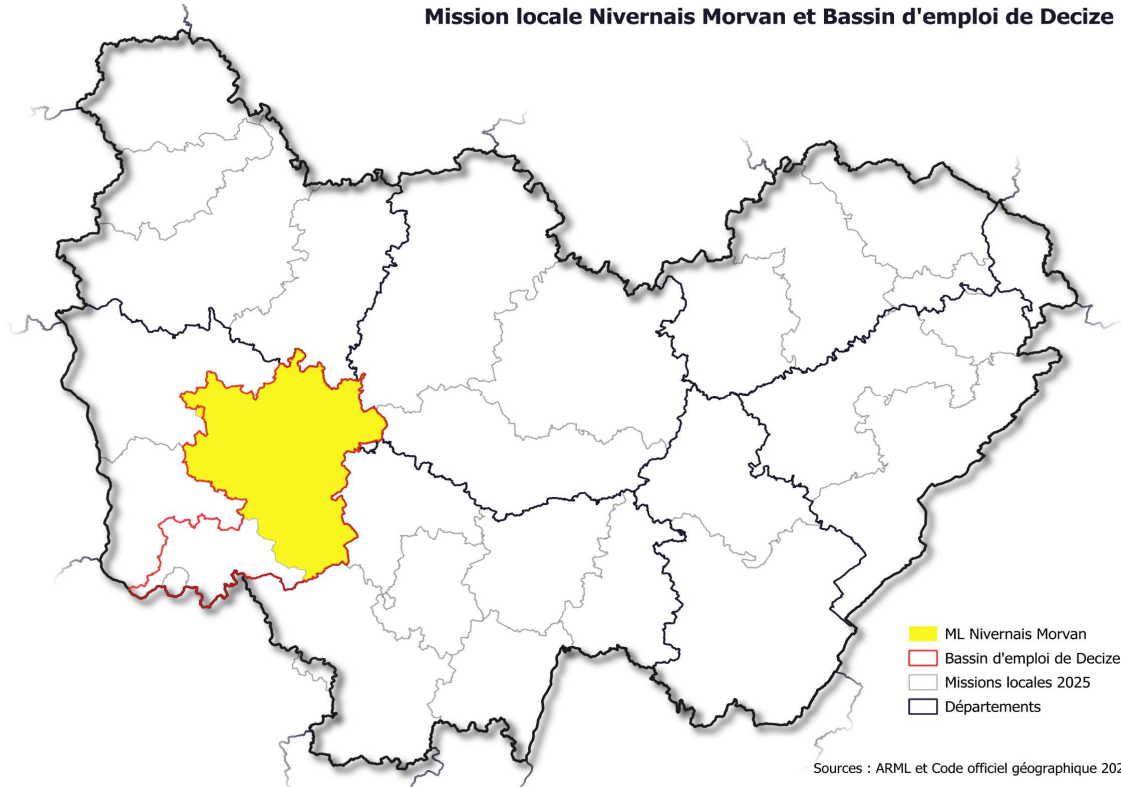 Mission locale Nivernais Morvan et Bassin d'emploi de Decize
ML Nivernais Morvan
Bassin d'emploi de Decize
Missions locales 2025
Départements
Sources : ARML et Code officiel géographique